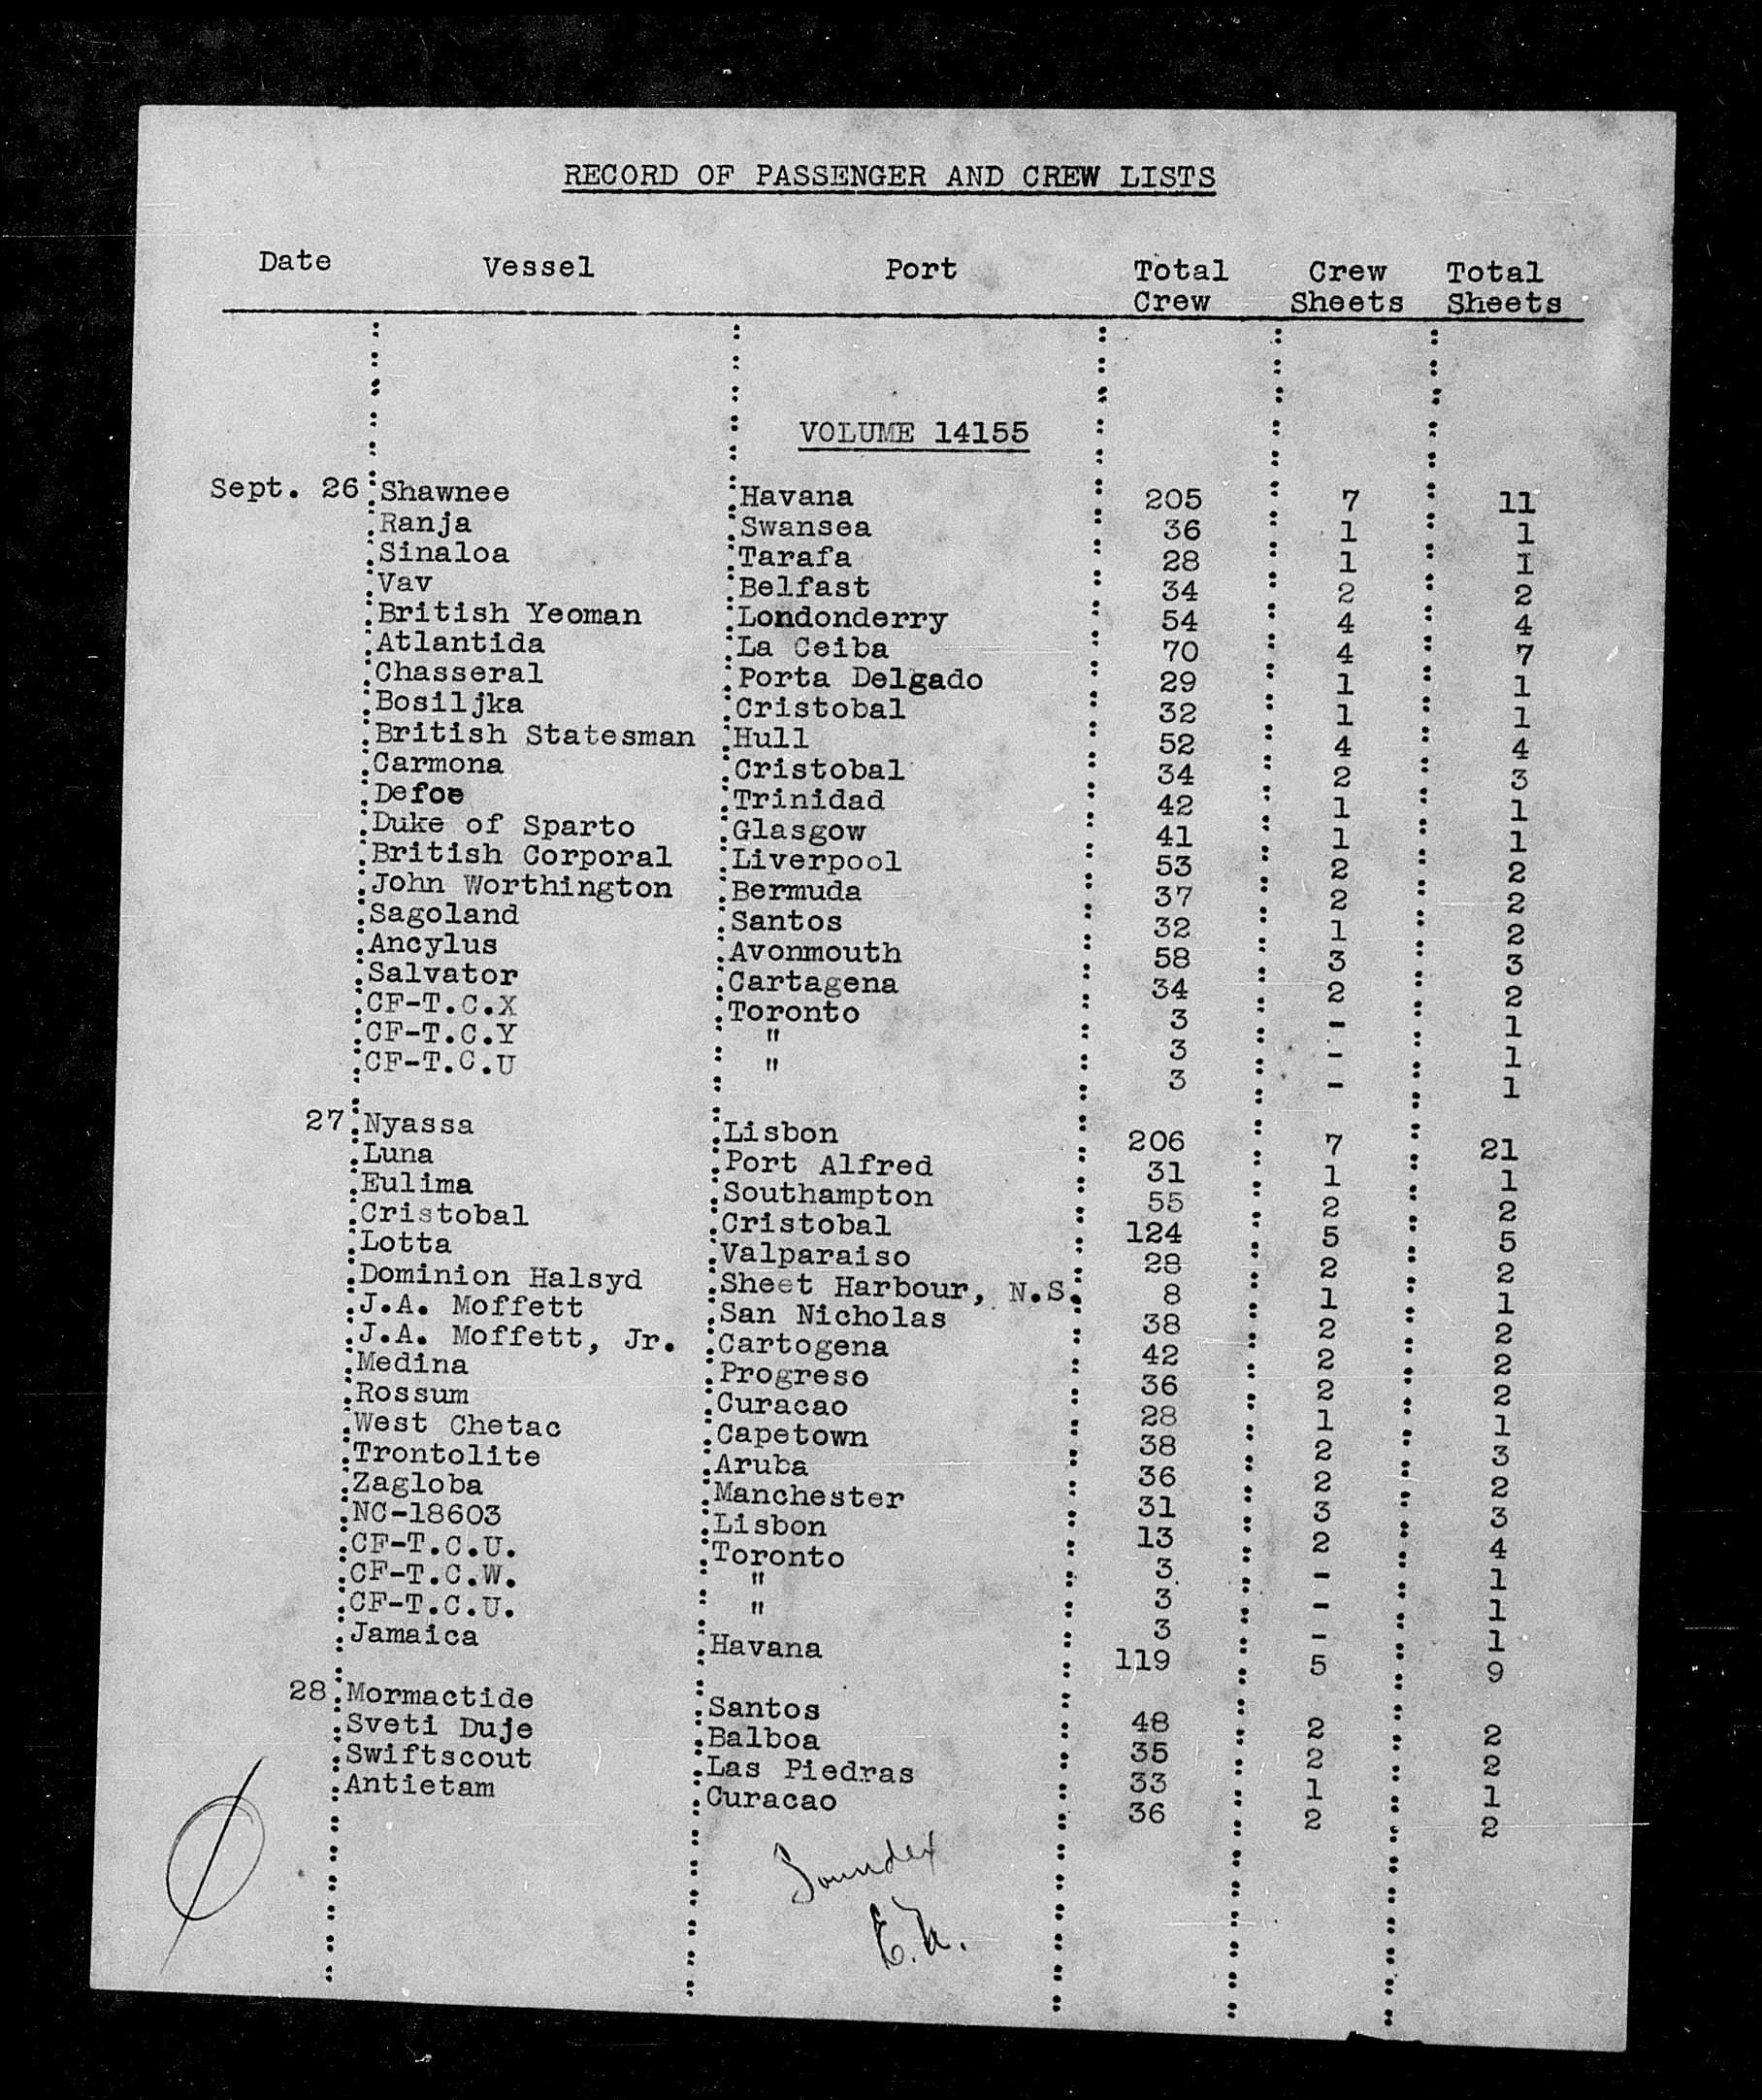 RECORD OF PASSENGER AND CREW LISTS
Date Vessel Port Total Crew Crew Sheets Total Sheets
VOLUME 14155
Sept. 26 Shawnee Havana 205 7 11
Ranja Swansea 36 1 1
Sinaloa Tarafa 28 1 1
Vav Belfast 34 2 2
British Yeoman Londonderry 54 4 4
Atlantida La Ceiba 70 4 7
Chasseral Porta Delgado 29 1 1
Bosiljka Cristobal 32 1 1
British Statesman Hull 52 4 4
Carmona Cristobal 34 2 3
Defoe Trinidad 42 1 1
Duke of Sparto Glasgow 41 1 1
British Corporal Liverpool 53 2 2
John Worthington Bermuda 37 2 2
Sagoland Santos 32 1 2
Ancylus Avonmouth 58 3 3
Salvator Cartagena 34 2 2
CF-T.C.X Toronto 3 - 1
CF-T.C.Y " 3 - 1
CF-T.C.U " 3 - 1
27 Nyassa Lisbon 206 7 21
Luna Port Alfred 31 1 1
Eulima Southampton 55 2 2
Cristobal Cristobal 124 5 5
Lotta Valparaiso 28 2 2
Dominion Halsyd Sheet Harbour, N.S. 8 1 1
J.A. Moffett San Nicholas 38 2 2
J.A. Moffett, Jr. Cartogena 42 2 2
Medina Progreso 36 2 2
Rossum Curacao 28 1 1
West Chetac Capetown 38 2 3
Trontolite Aruba 36 2 2
Zagloba Manchester 31 3 3
NC-18603 Lisbon 13 2 4
CF-T.C.U. Toronto 3 - 1
CF-T.C.W. " 3 - 1
CF-T.C.U. " 3 - 1
Jamaica Havana 119 5 9
28 Mormactide Santos 48 2 2
Sveti Duje Balboa 35 2 2
Swiftscout Las Piedras 33 1 1
Antietam Curacao 36 2 2
Soundex